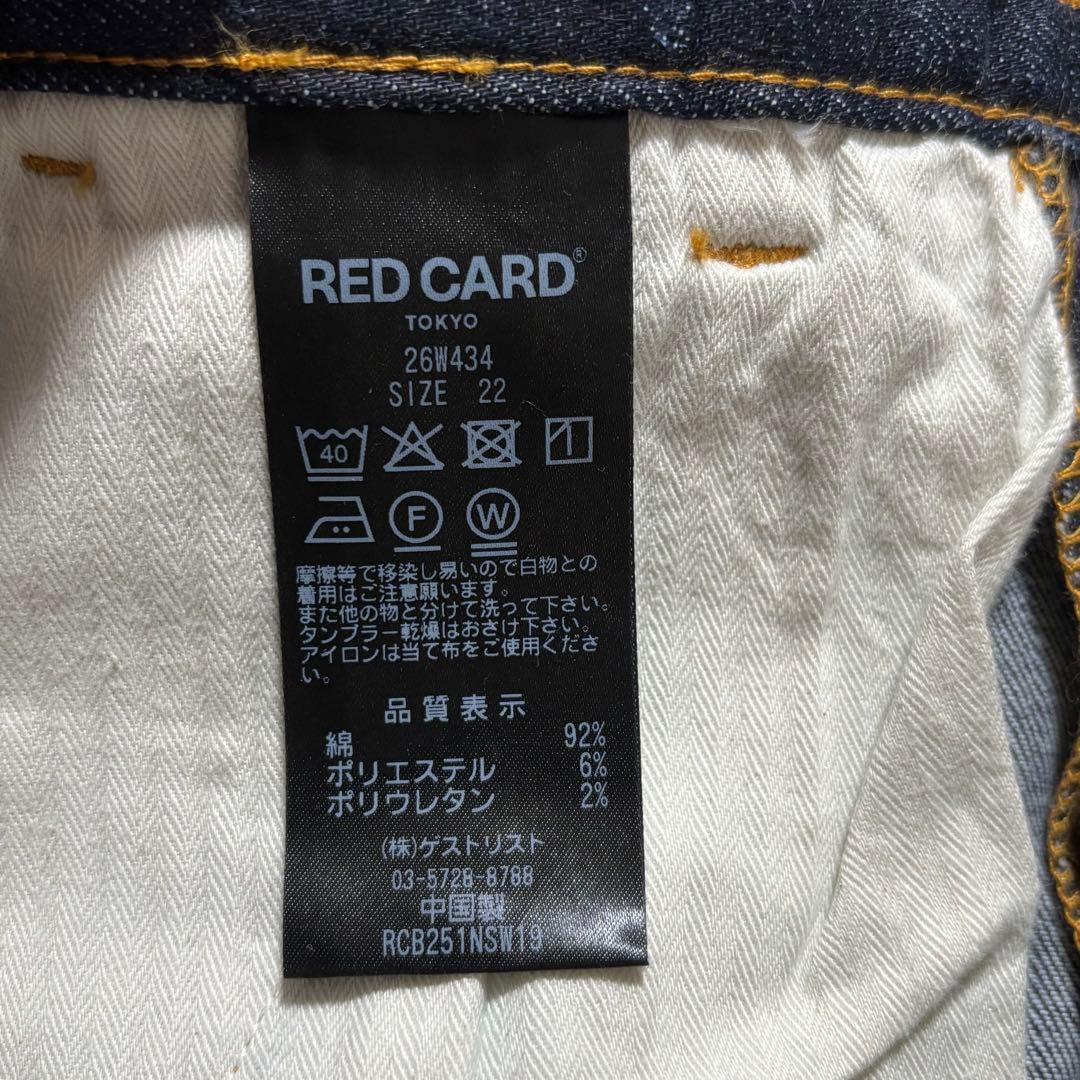 RED CARD®
TOKYO
26W434
SIZE 22
40
F W
摩擦等で移染し易いので白物との
着用はご注意願います。
また他の物と分けて洗って下さい。
タンブラー乾燥はおさけ下さい。
アイロンは当て布をご使用くださ
い。
品質表示
綿 92%
ポリエステル 6%
ポリウレタン 2%
(株)ゲストリスト
03-5728-8788
中国製
RCB251NSW19